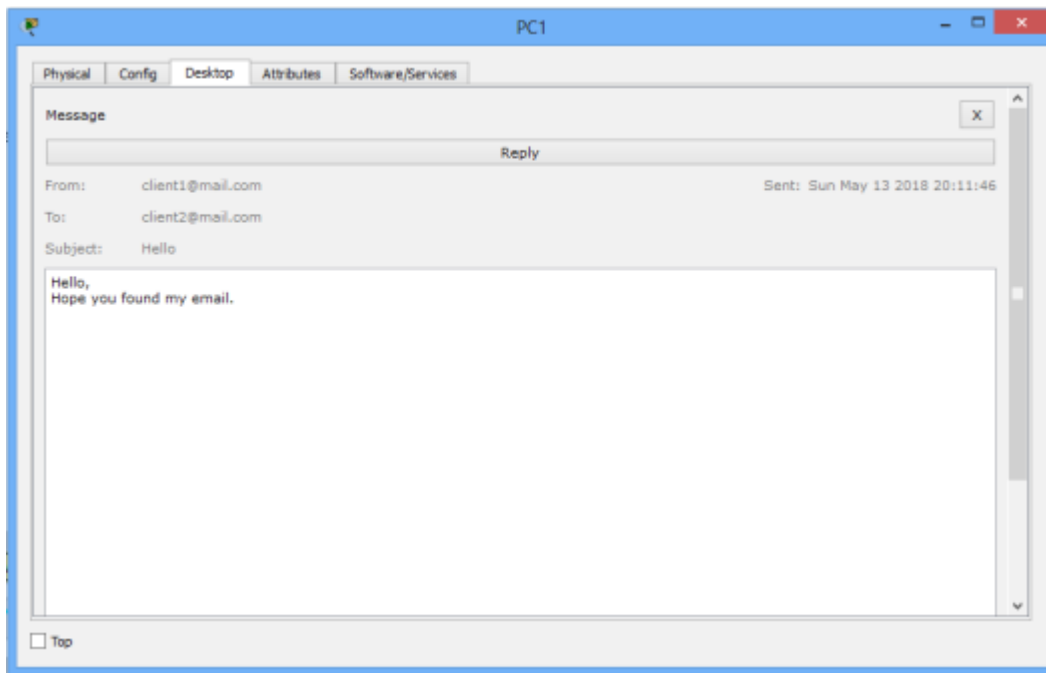 PC1
Physical Config Desktop Attributes Software/Services
Message X
Reply
From: client1@mail.com Sent: Sun May 13 2018 20:11:46
To: client2@mail.com
Subject: Hello
Hello,
Hope you found my email.
Top